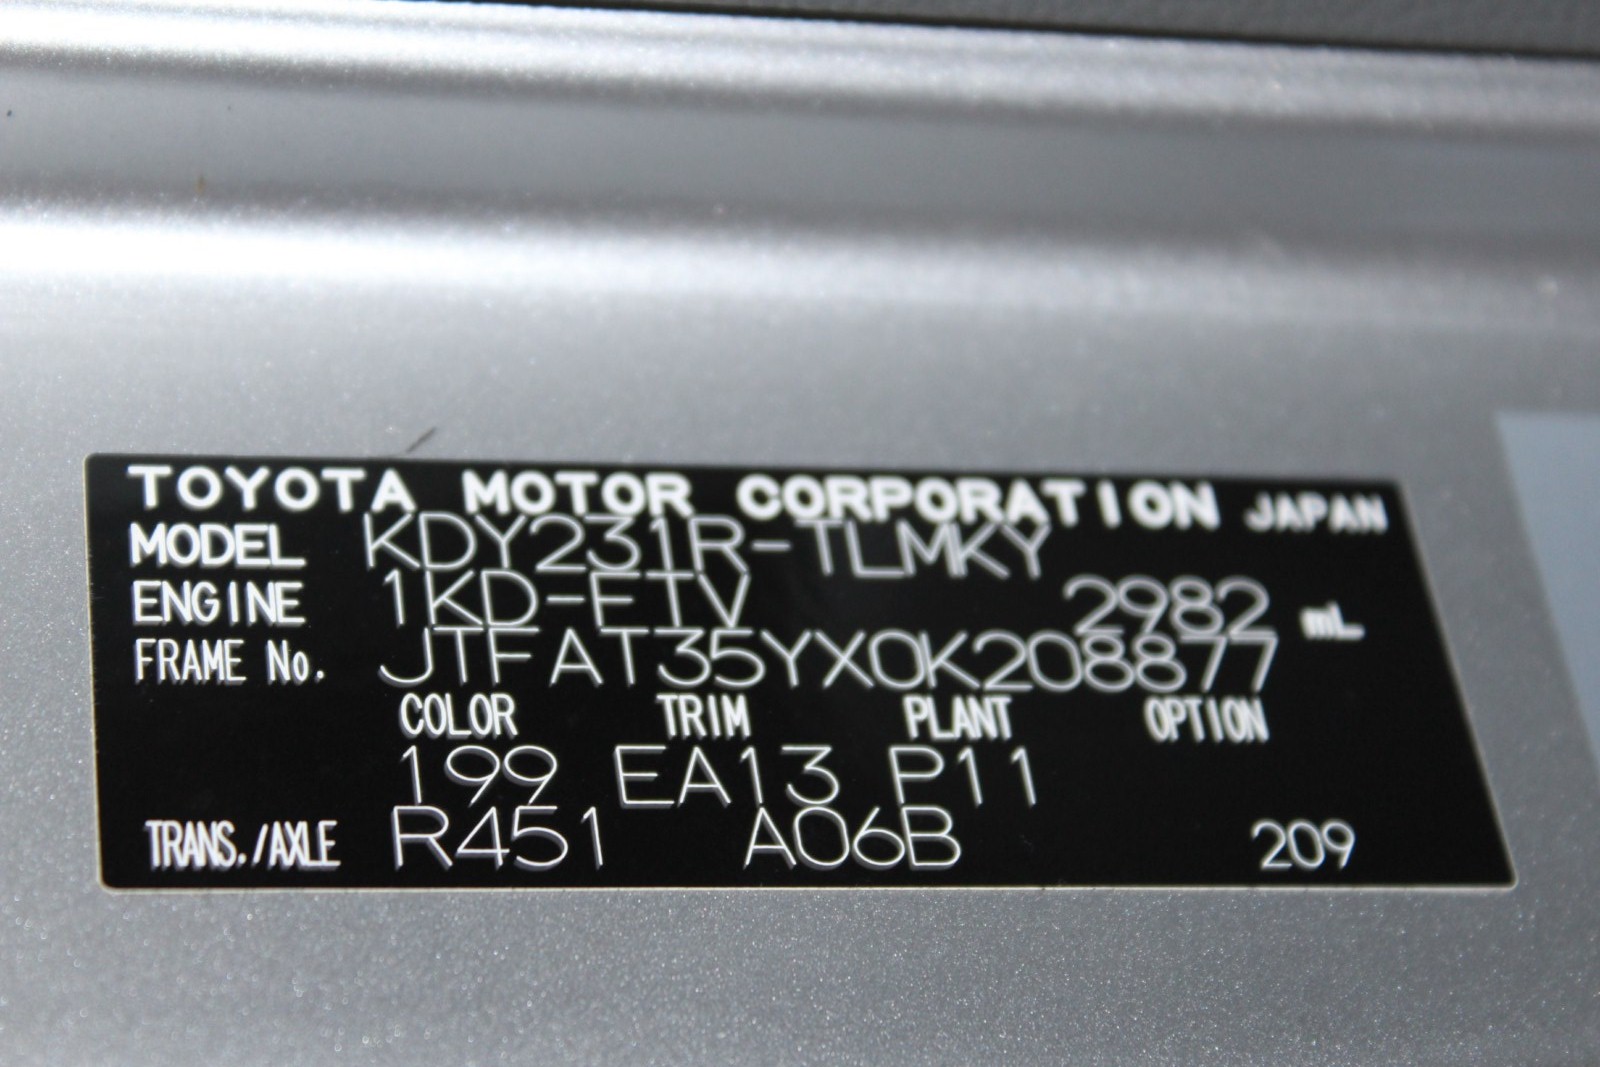 TOYOTA MOTOR CORPORATION JAPAN
MODEL KDY231R-TLMKY
ENGINE 1KD-FTV 2982 mL
FRAME No. JTFAT35YX0K208877
COLOR TRIM PLANT OPTION
199 EA13 P11
TRANS./AXLE R451 A06B 209